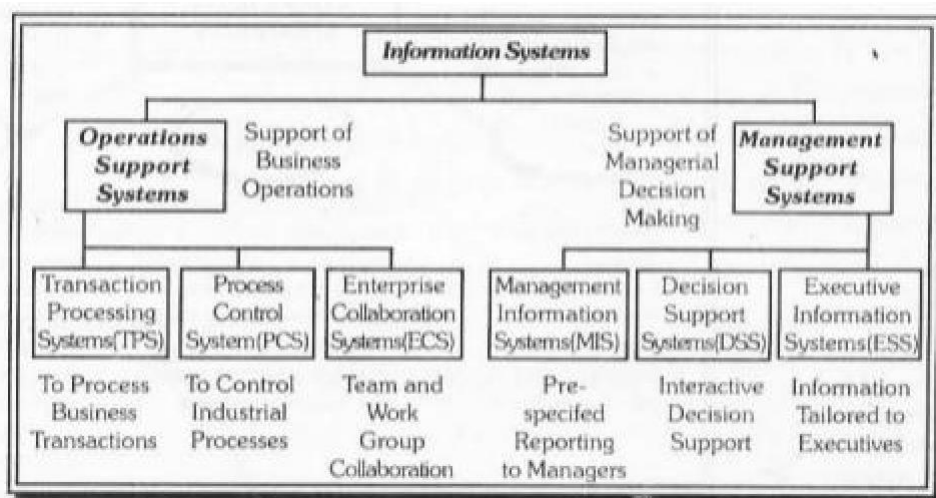 Information Systems
Operations
Support
Systems
Support of
Business
Operations
Support of
Managerial
Decision
Making
Management
Support
Systems
Transaction
Processing
Systems(TPS)
Process
Control
System(PCS)
Enterprise
Collaboration
Systems(ECS)
Management
Information
Systems(MIS)
Decision
Support
Systems(DSS)
Executive
Information
Systems(ESS)
To Process
Business
Transactions
To Control
Industrial
Processes
Team and
Work
Group
Collaboration
Pre-
specifed
Reporting
to Managers
Interactive
Decision
Support
Information
Tailored to
Executives